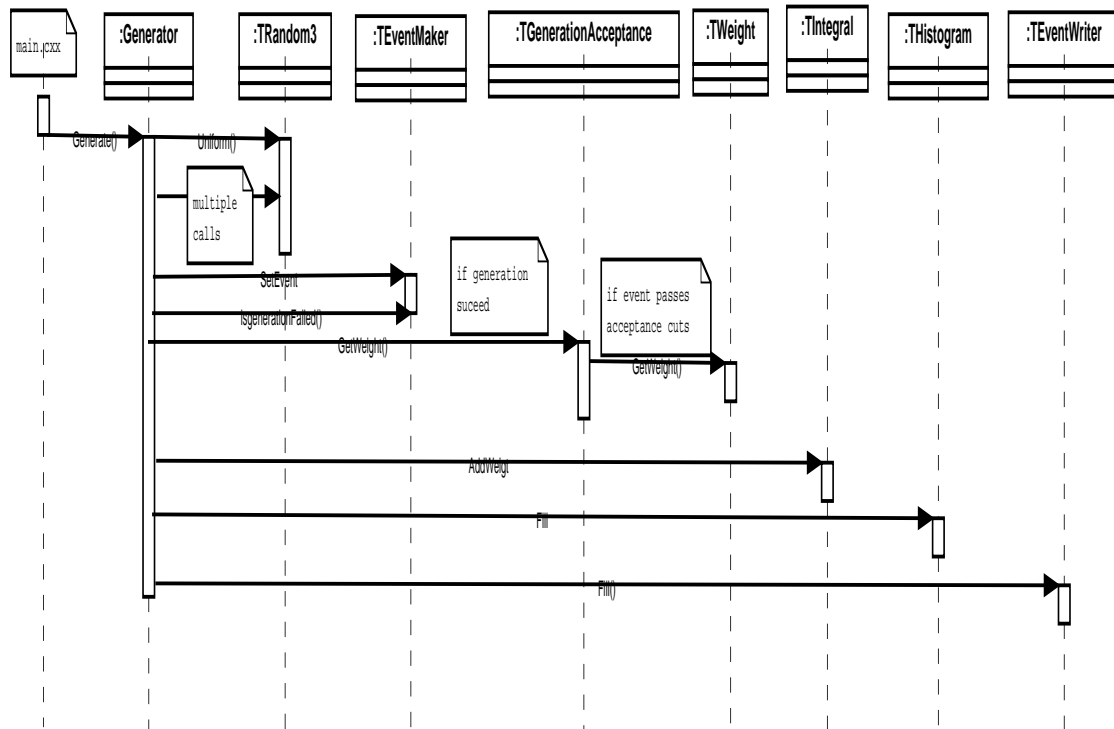 main.cxx
:Generator
:TRandom3
:TEventMaker
:TGenerationAcceptance
:TWeight
:TIntegral
:THistogram
:TEventWriter
Generate()
Uniform()
multiple
calls
SetEvent
IsgenerationFailed()
if generation
suceed
if event passes
acceptance cuts
GetWeight()
GetWeight()
AddWeigt
Fill
Fill()